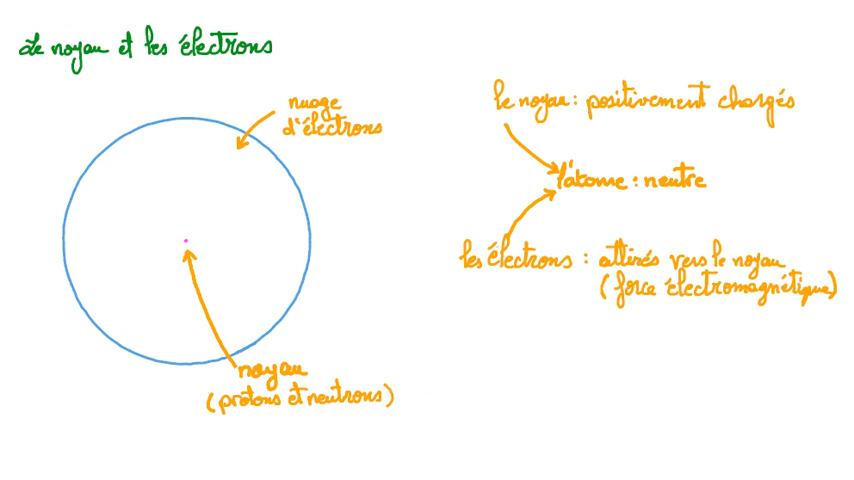 Le noyau et les électrons
nuage
d'électrons
noyau
(protons et neutrons)
le noyau : positivement chargés
l'atome : neutre
les électrons : attirés vers le noyau
(force électromagnétique)